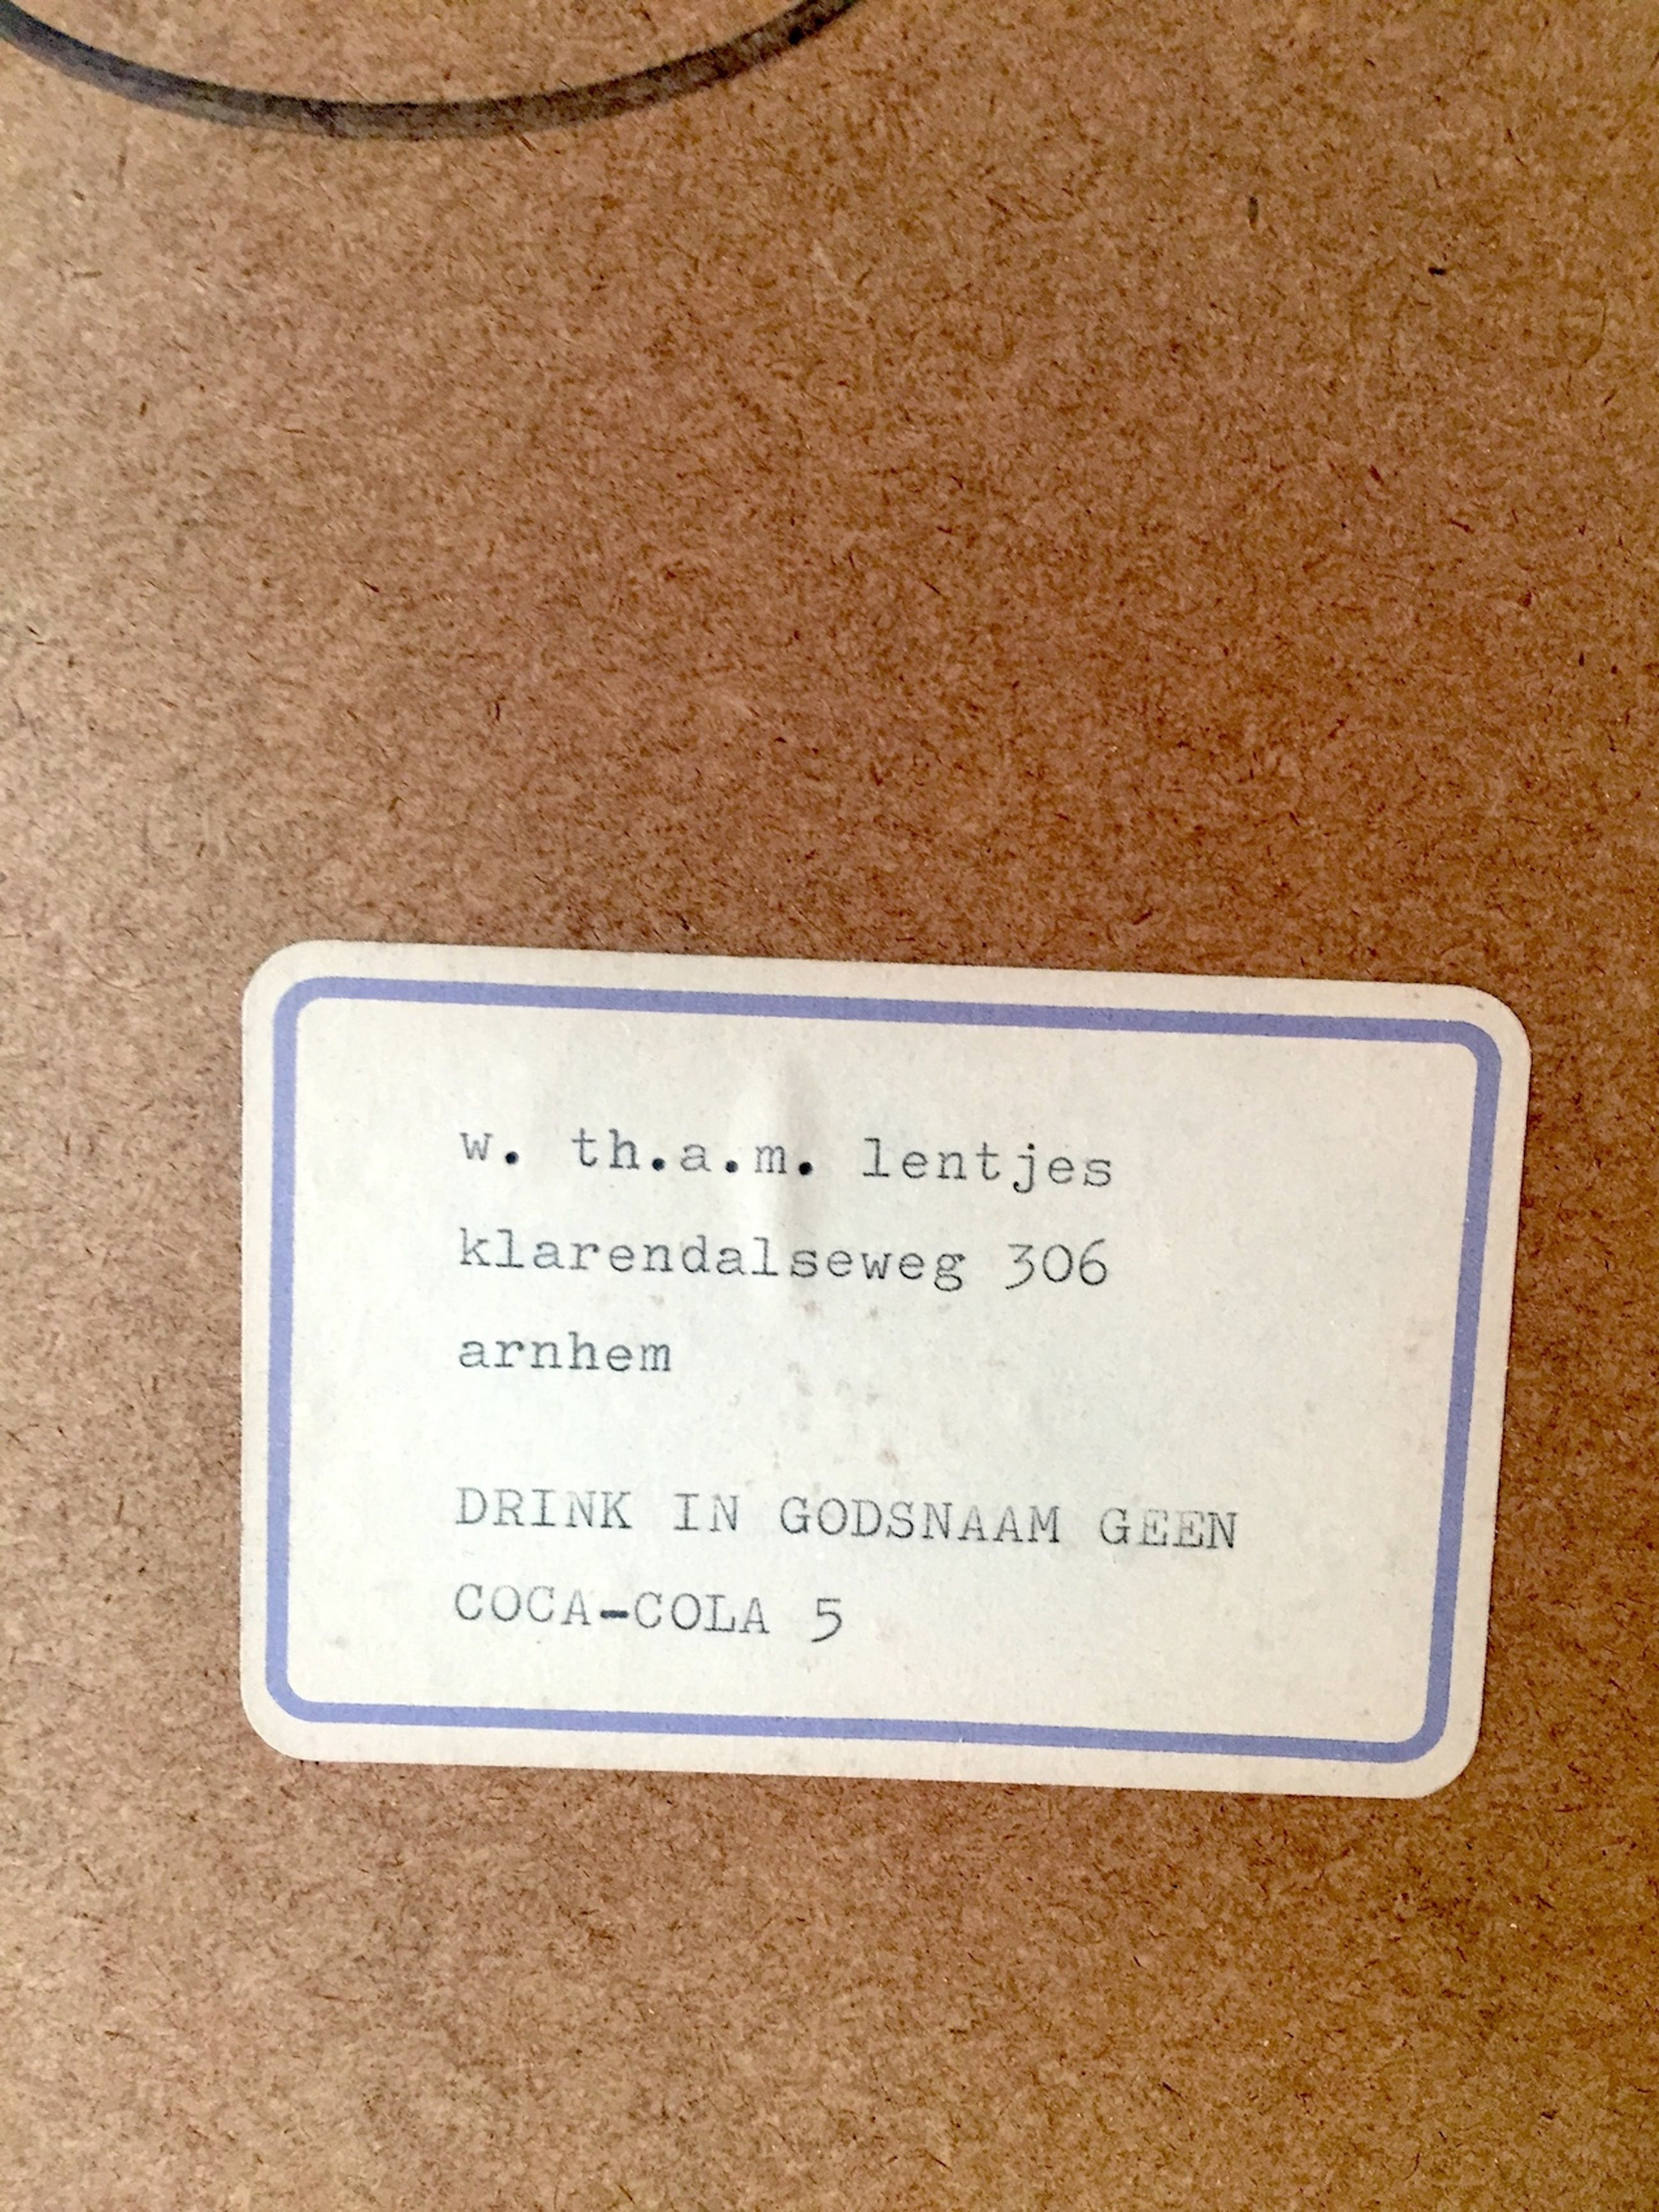 w. th.a.m. lentjes
klarendalseweg 306
arnhem
DRINK IN GODSNAAM GEEN
COCA-COLA 5